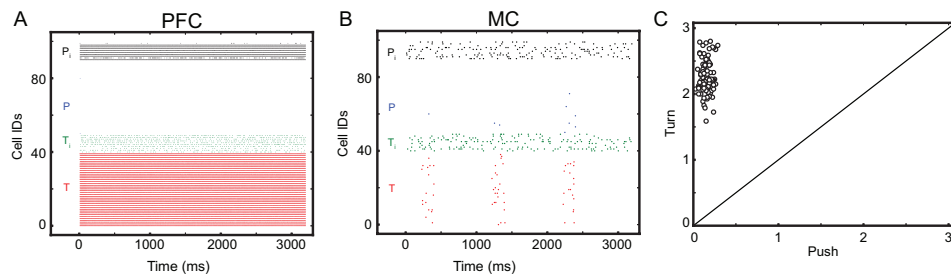 A
PFC
B
MC
C
Cell IDs
80
40
0
P i
P
T i
T
0
1000
2000
3000
Time (ms)
Cell IDs
80
40
0
P i
P
T i
T
0
1000
2000
3000
Time (ms)
Turn
3
2
1
0
0
1
2
3
Push